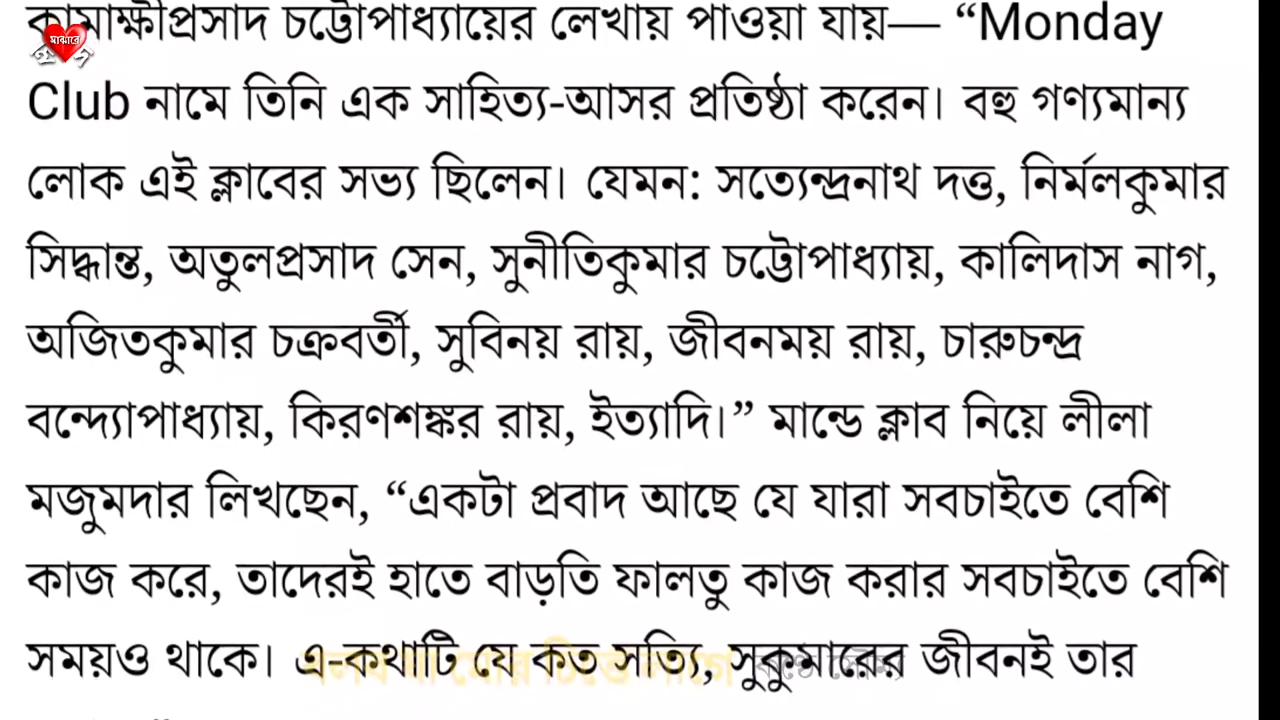 কামাক্ষীপ্রসাদ চট্টোপাধ্যায়ের লেখায় পাওয়া যায়— “Monday
মাঝারে
Club নামে তিনি এক সাহিত্য-আসর প্রতিষ্ঠা করেন। বহু গণ্যমান্য
লোক এই ক্লাবের সভ্য ছিলেন। যেমন: সত্যেন্দ্রনাথ দত্ত, নির্মলকুমার
সিদ্ধান্ত, অতুলপ্রসাদ সেন, সুনীতিকুমার চট্টোপাধ্যায়, কালিদাস নাগ,
অজিতকুমার চক্রবর্তী, সুবিনয় রায়, জীবনময় রায়, চারুচন্দ্র
বন্দ্যোপাধ্যায়, কিরণশঙ্কর রায়, ইত্যাদি।” মান্ডে ক্লাব নিয়ে লীলা
মজুমদার লিখছেন, “একটা প্রবাদ আছে যে যারা সবচাইতে বেশি
কাজ করে, তাদেরই হাতে বাড়তি ফালতু কাজ করার সবচাইতে বেশি
সময়ও থাকে। এ-কথাটি যে কত সত্যি, সুকুমারের জীবনই তার